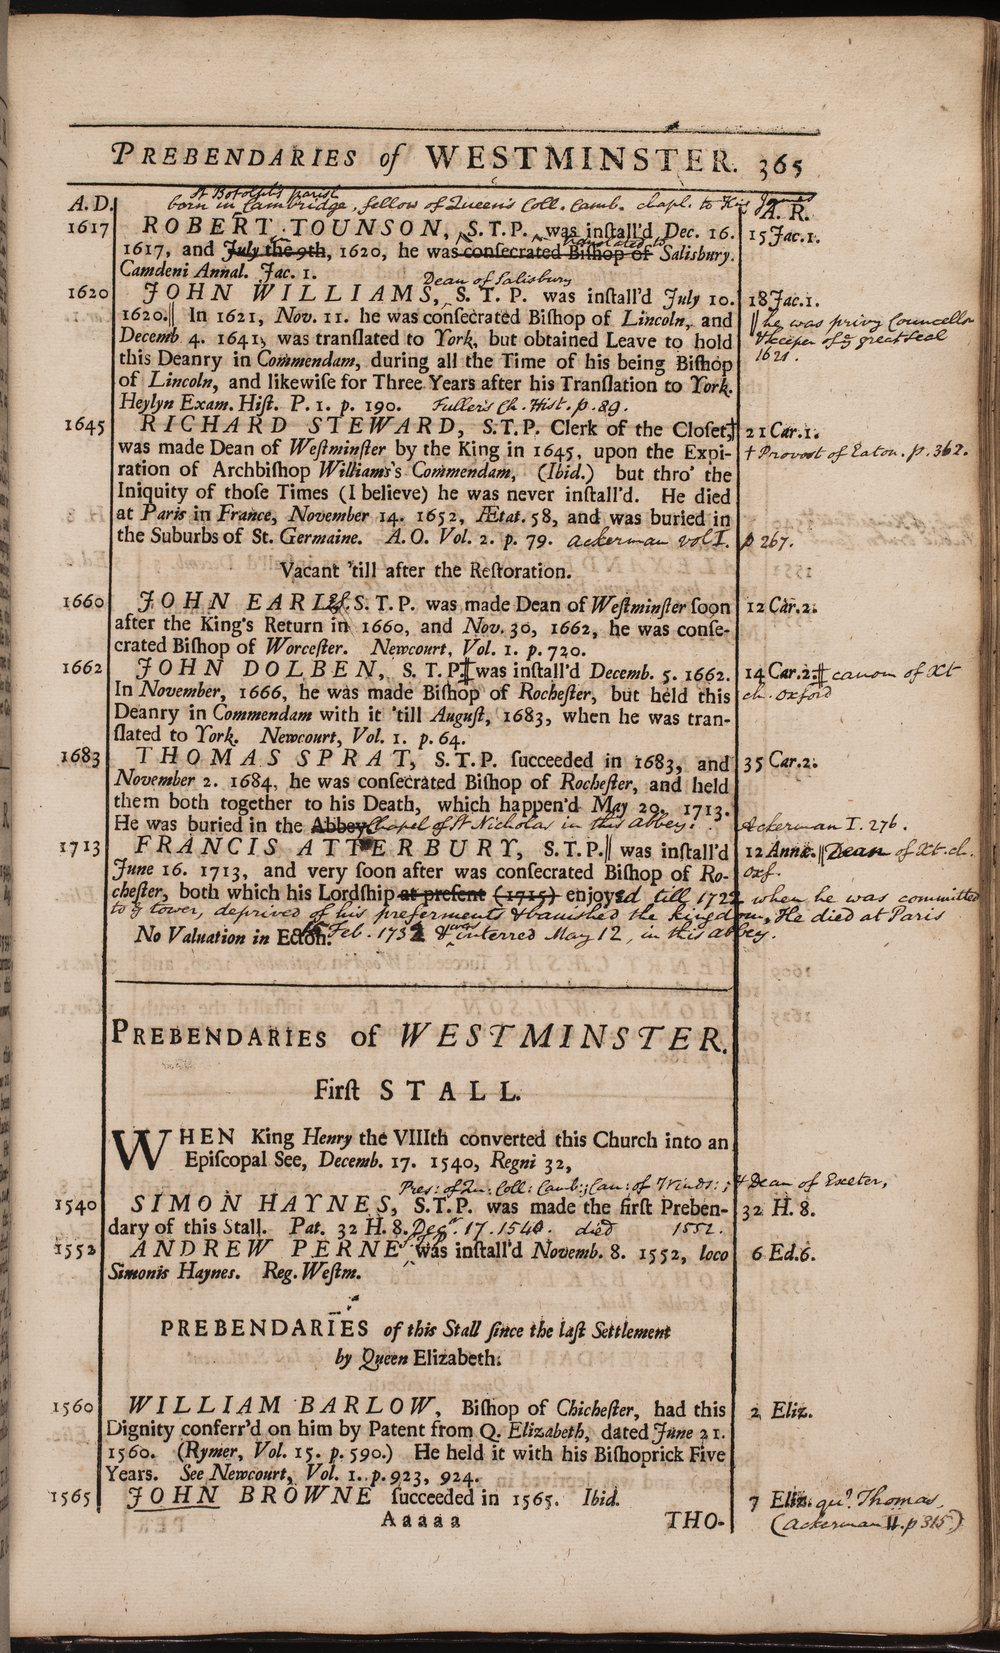 PREBENDARIES of WESTMINSTER. 365
A.D. St Botolph's parish
born in Cambridge, fellow of Queen's Coll. Camb. chapl. to King James
A. R.
1617 ROBERT TOUNSON, S.T.P. was inſtall'd Dec. 16. 15 Jac. 1.
translated to
1617, and July the 9th, 1620, he was conſecrated Biſhop of Salisbury.
Camdeni Annal. Jac. 1.
Dean of Salisbury
1620 JOHN WILLIAMS, S. T. P. was inſtall'd July 10. 18 Jac. 1.
1620.|| In 1621, Nov. 11. he was conſecrated Biſhop of Lincoln, and || he was privy Councellor
Decemb 4. 1641, was tranſlated to York, but obtained Leave to hold & keeper of ye great seal
this Deanry in Commendam, during all the Time of his being Biſhop 1621.
of Lincoln, and likewiſe for Three Years after his Tranſlation to York.
Heylyn Exam. Hiſt. P. 1. p. 190. Fuller's Ch. Hist. p. 89.
1645 RICHARD STEWARD, S.T.P. Clerk of the Cloſet,† 21 Car. 1.
was made Dean of Weſtminſter by the King in 1645, upon the Expi- † Provost of Eaton. p. 362.
ration of Archbiſhop Williams's Commendam, (Ibid.) but thro' the
Iniquity of thoſe Times (I believe) he was never inſtall'd. He died
at Paris in France, November 14. 1652, Ætat. 58, and was buried in
the Suburbs of St. Germaine. A. O. Vol. 2. p. 79. Ackerman vol I. p 267.
Vacant 'till after the Reſtoration.
1660 JOHN EARLES. S. T. P. was made Dean of Weſtminſter ſoon 12 Car. 2.
after the King's Return in 1660, and Nov. 30, 1662, he was conſe-
crated Biſhop of Worceſter. Newcourt, Vol. 1. p. 720.
1662 JOHN DOLBEN, S. T. P‡ was inſtall'd Decemb. 5. 1662. 14 Car. 2. ‡ canon of Xt
In November, 1666, he was made Biſhop of Rocheſter, but held this ch. oxford
Deanry in Commendam with it 'till Auguſt, 1683, when he was tran-
ſlated to York. Newcourt, Vol. 1. p. 64.
1683 THOMAS SPRAT, S.T.P. ſucceeded in 1683, and 35 Car. 2.
November 2. 1684, he was conſecrated Biſhop of Rocheſter, and held
them both together to his Death, which happen'd May 20. 1713.
He was buried in the Abbey Chapel of St Nicholas in this Abbey. Ackerman I. 276.
1713 FRANCIS ATTERBURY, S.T.P.|| was inſtall'd 12 Annæ. || Dean of Xt. ch.
June 16. 1713, and very ſoon after was conſecrated Biſhop of Ro- oxf.
cheſter, both which his Lordſhip at preſent (1715) enjoyed till 1722 when he was committed
to ye tower, deprived of his preferments & banished the kingdom, He died at Paris
No Valuation in Ecton. Feb. 1732 & was interred May 12, in this abbey.
PREBENDARIES of WESTMINSTER.
Firſt STALL.
WHEN King Henry the VIIIth converted this Church into an
Epiſcopal See, Decemb. 17. 1540, Regni 32,
Pres: of Qu: Coll: Camb:; Can: of Winds:; & Dean of Exeter,
1540 SIMON HAYNES, S.T.P. was made the firſt Preben- 32 H. 8.
dary of this Stall. Pat. 32 H. 8. Decr. 17. 1540. died 1552.
1552 ANDREW PERNE was inſtall'd Novemb. 8. 1552, loco 6 Ed. 6.
Simonis Haynes. Reg. Weſtm.
PREBENDARIES of this Stall ſince the laſt Settlement
by Queen Elizabeth.
1560 WILLIAM BARLOW, Biſhop of Chicheſter, had this 2 Eliz.
Dignity conferr'd on him by Patent from Q. Elizabeth, dated June 21.
1560. (Rymer, Vol. 15. p. 590.) He held it with his Biſhoprick Five
Years. See Newcourt, Vol. 1. p. 923, 924.
1565 JOHN BROWNE ſucceeded in 1565. Ibid. 7 Eliz. qu? Thomas.
Aaaaa THO- (Ackerman II. p 315)